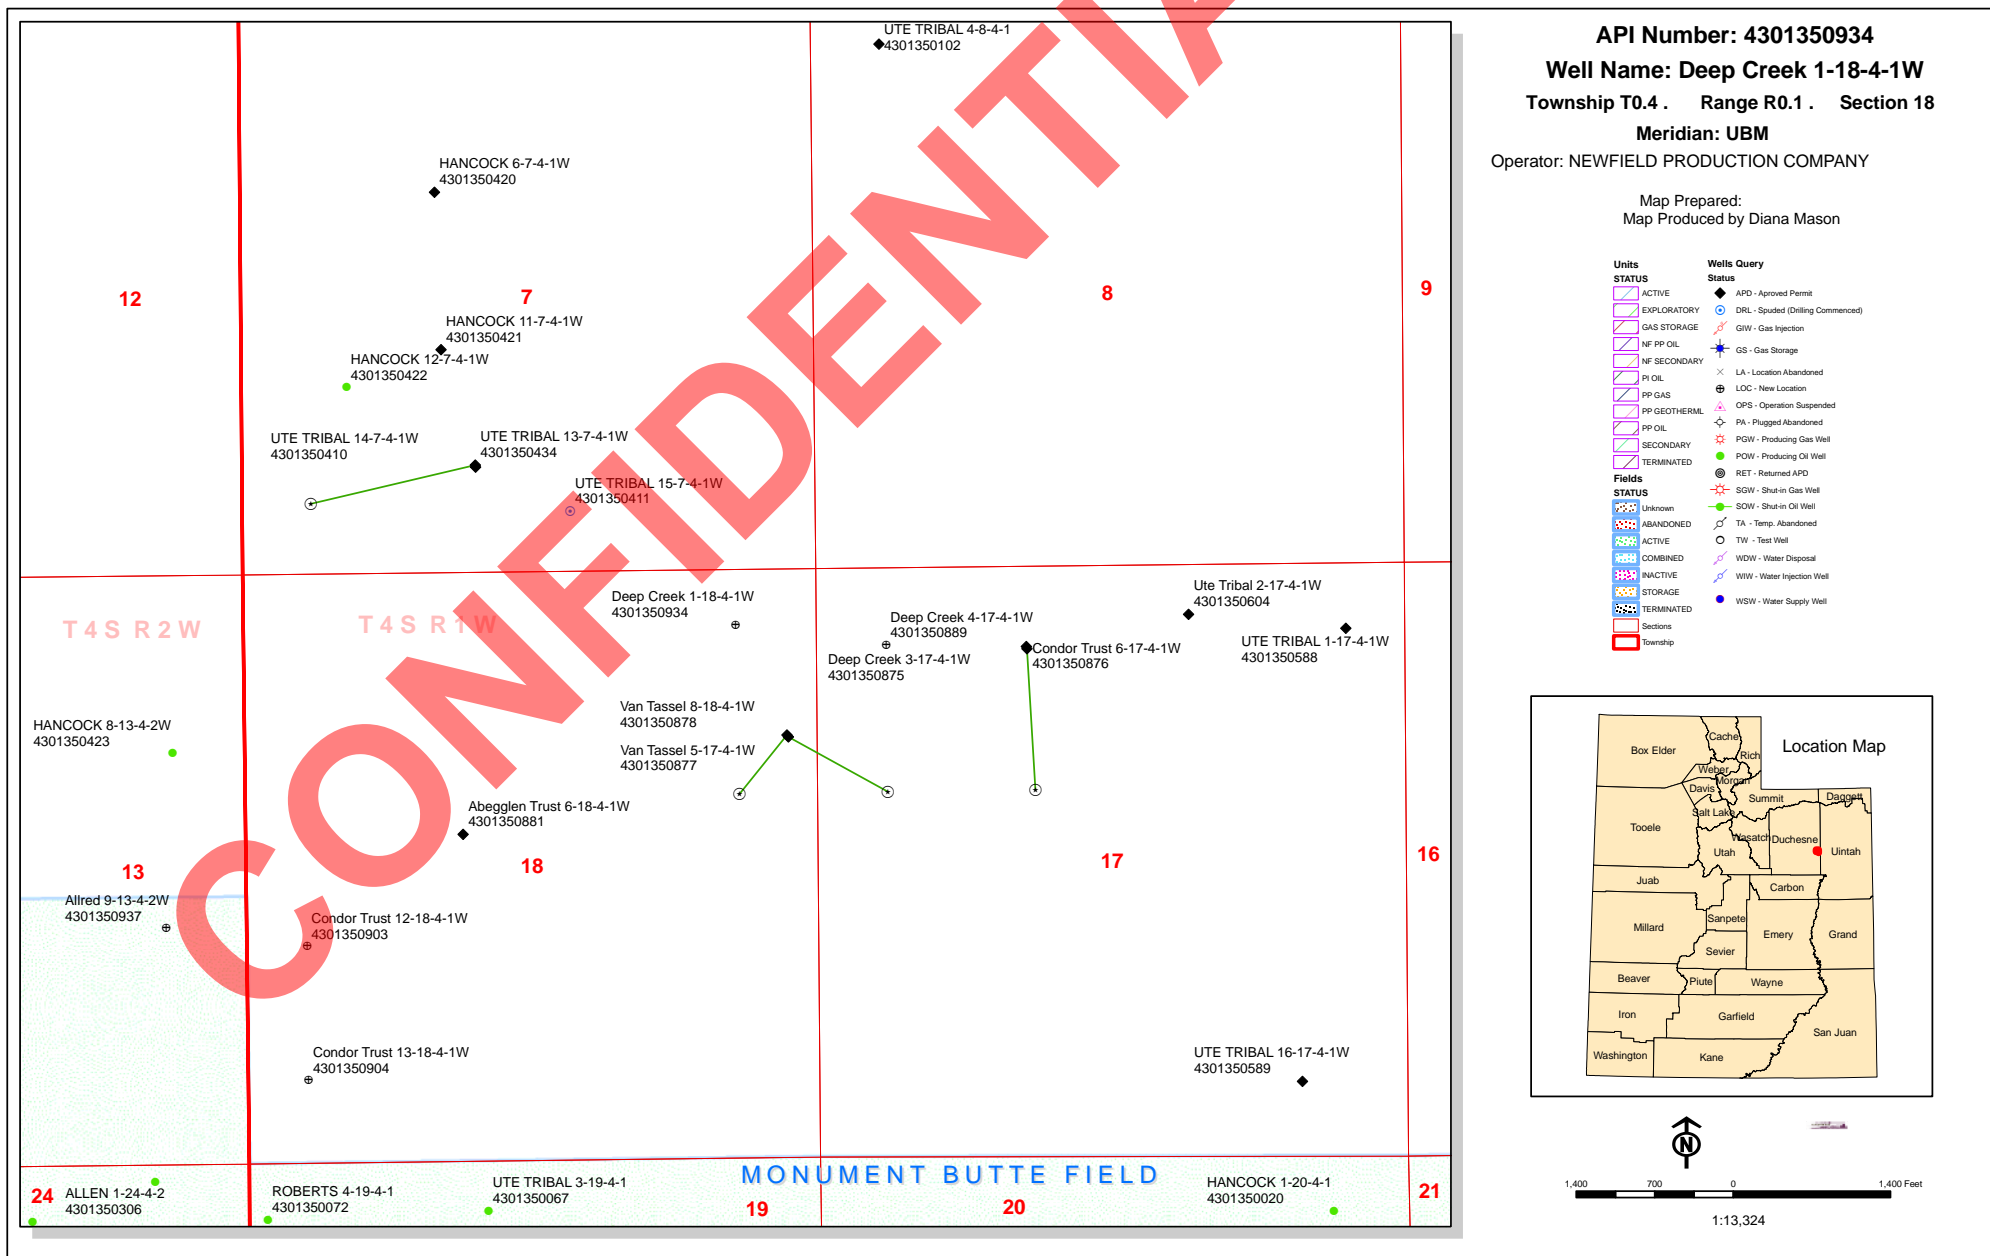 API Number: 4301350934
Well Name: Deep Creek 1-18-4-1W
Township T0.4 . Range R0.1 . Section 18
Meridian: UBM
Operator: NEWFIELD PRODUCTION COMPANY
Map Prepared:
Map Produced by Diana Mason
Units
STATUS
ACTIVE
EXPLORATORY
GAS STORAGE
NF PP OIL
NF SECONDARY
PI OIL
PP GAS
PP GEOTHERML
PP OIL
SECONDARY
TERMINATED
Fields
STATUS
Unknown
ABANDONED
ACTIVE
COMBINED
INACTIVE
STORAGE
TERMINATED
Sections
Township
Wells Query
Status
APD - Aproved Permit
DRL - Spuded (Drilling Commenced)
GIW - Gas Injection
GS - Gas Storage
LA - Location Abandoned
LOC - New Location
OPS - Operation Suspended
PA - Plugged Abandoned
PGW - Producing Gas Well
POW - Producing Oil Well
RET - Returned APD
SGW - Shut-in Gas Well
SOW - Shut-in Oil Well
TA - Temp. Abandoned
TW - Test Well
WDW - Water Disposal
WIW - Water Injection Well
WSW - Water Supply Well
CONFIDENTIA
UTE TRIBAL 4-8-4-1
4301350102
HANCOCK 6-7-4-1W
4301350420
12
7
8
9
HANCOCK 11-7-4-1W
4301350421
HANCOCK 12-7-4-1W
4301350422
UTE TRIBAL 14-7-4-1W
4301350410
UTE TRIBAL 13-7-4-1W
4301350434
UTE TRIBAL 15-7-4-1W
4301350411
T4S R2W
T4S R1W
Deep Creek 1-18-4-1W
4301350934
Deep Creek 4-17-4-1W
4301350889
Deep Creek 3-17-4-1W
4301350875
Condor Trust 6-17-4-1W
4301350876
Ute Tribal 2-17-4-1W
4301350604
UTE TRIBAL 1-17-4-1W
4301350588
HANCOCK 8-13-4-2W
4301350423
Van Tassel 8-18-4-1W
4301350878
Van Tassel 5-17-4-1W
4301350877
Abegglen Trust 6-18-4-1W
4301350881
13
18
17
16
Allred 9-13-4-2W
4301350937
Condor Trust 12-18-4-1W
4301350903
Condor Trust 13-18-4-1W
4301350904
UTE TRIBAL 16-17-4-1W
4301350589
MONUMENT BUTTE FIELD
24
ALLEN 1-24-4-2
4301350306
ROBERTS 4-19-4-1
4301350072
UTE TRIBAL 3-19-4-1
4301350067
19
20
HANCOCK 1-20-4-1
4301350020
21
Location Map
Box Elder
Cache
Rich
Weber
Morgan
Davis
Summit
Daggett
Salt Lake
Tooele
Wasatch
Duchesne
Utah
Uintah
Juab
Carbon
Sanpete
Millard
Emery
Grand
Sevier
Beaver
Piute
Wayne
Iron
Garfield
San Juan
Washington
Kane
N
1,400 700 0 1,400 Feet
1:13,324